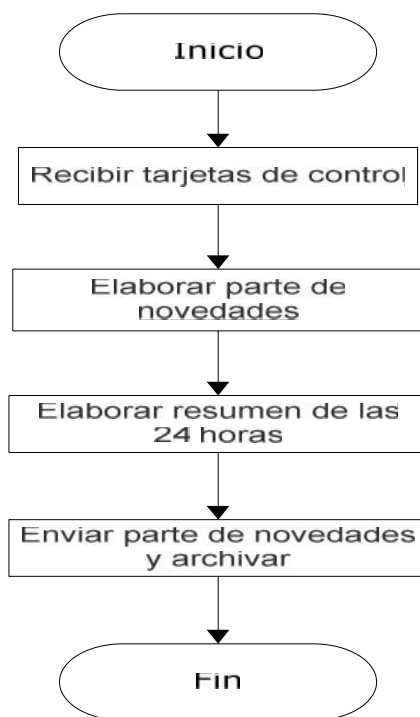 Inicio
Recibir tarjetas de control
Elaborar parte de
novedades
Elaborar resumen de las
24 horas
Enviar parte de novedades
y archivar
Fin